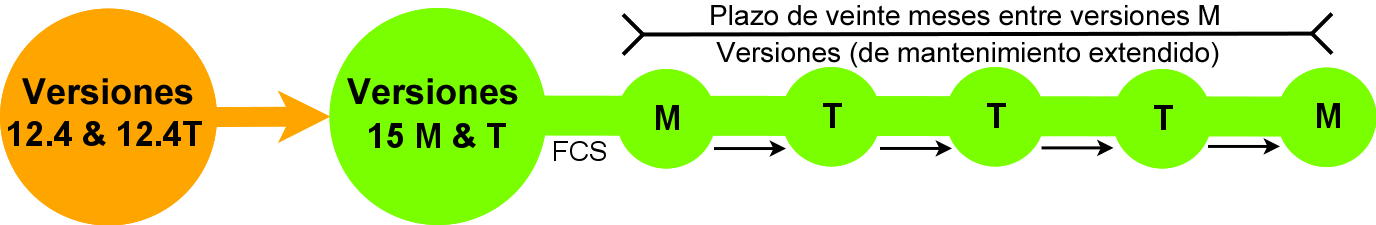 Plazo de veinte meses entre versiones M
Versiones (de mantenimiento extendido)
Versiones
12.4 & 12.4T
Versiones
15 M & T
FCS
M
T
T
T
M